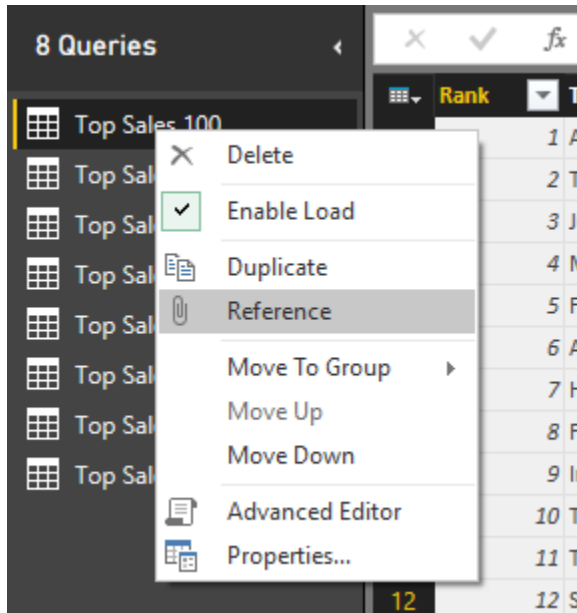 8 Queries
fx
Rank
Top Sales 100
Top Sal
Top Sal
Top Sal
Top Sal
Top Sal
Top Sal
Top Sal
Delete
Enable Load
Duplicate
Reference
Move To Group
Move Up
Move Down
Advanced Editor
Properties...
1 A
2 T
3 J
4 M
5 F
6 A
7 H
8 F
9 I
10 T
11 T
12 12 S